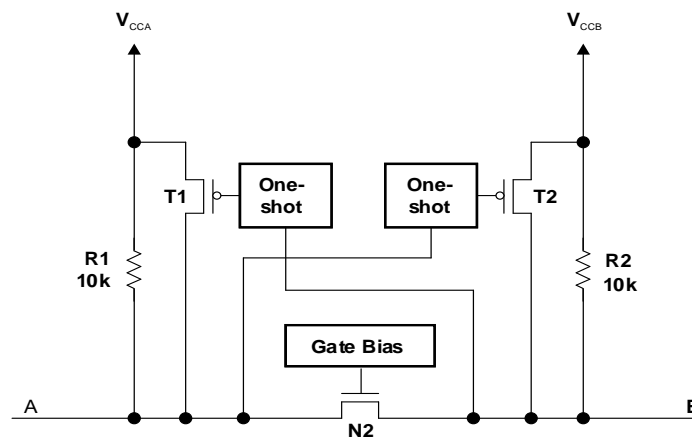 VCCA
VCCB
One-
shot
One-
shot
T1
T2
R1
10k
R2
10k
Gate Bias
A
B
N2